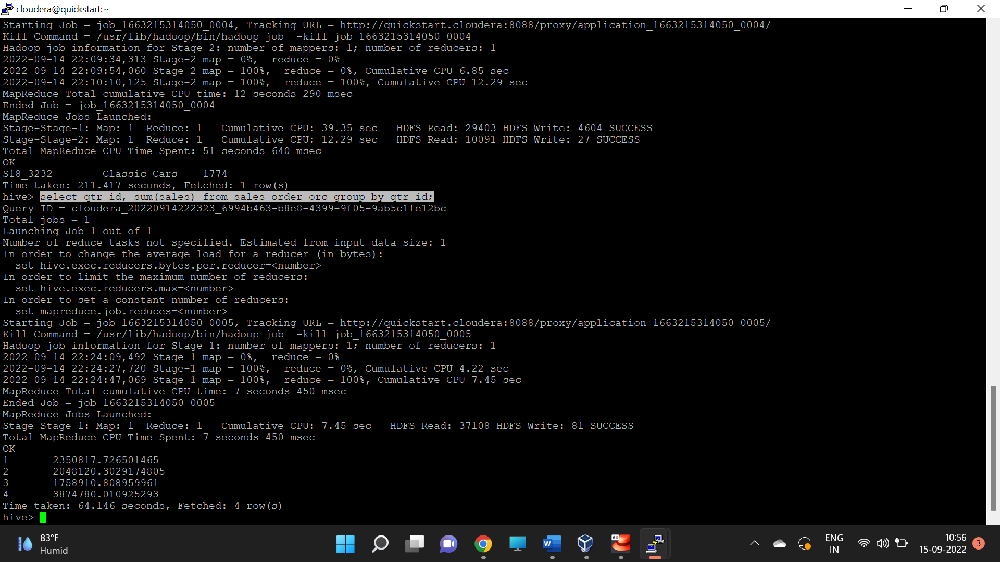 cloudera@quickstart:~
Starting Job = job_1663215314050_0004, Tracking URL = http://quickstart.cloudera:8088/proxy/application_1663215314050_0004/
Kill Command = /usr/lib/hadoop/bin/hadoop job  -kill job_1663215314050_0004
Hadoop job information for Stage-2: number of mappers: 1; number of reducers: 1
2022-09-14 22:09:34,313 Stage-2 map = 0%,  reduce = 0%
2022-09-14 22:09:54,060 Stage-2 map = 100%,  reduce = 0%, Cumulative CPU 6.85 sec
2022-09-14 22:10:10,125 Stage-2 map = 100%,  reduce = 100%, Cumulative CPU 12.29 sec
MapReduce Total cumulative CPU time: 12 seconds 290 msec
Ended Job = job_1663215314050_0004
MapReduce Jobs Launched:
Stage-Stage-1: Map: 1  Reduce: 1   Cumulative CPU: 39.35 sec   HDFS Read: 29403 HDFS Write: 4604 SUCCESS
Stage-Stage-2: Map: 1  Reduce: 1   Cumulative CPU: 12.29 sec   HDFS Read: 10091 HDFS Write: 27 SUCCESS
Total MapReduce CPU Time Spent: 51 seconds 640 msec
OK
S18_3232        Classic Cars    1774
Time taken: 211.417 seconds, Fetched: 1 row(s)
hive> select qtr_id, sum(sales) from sales_order_orc group by qtr_id;
Query ID = cloudera_20220914222323_6994b463-b8e8-4399-9f05-9ab5c1fe12bc
Total jobs = 1
Launching Job 1 out of 1
Number of reduce tasks not specified. Estimated from input data size: 1
In order to change the average load for a reducer (in bytes):
  set hive.exec.reducers.bytes.per.reducer=<number>
In order to limit the maximum number of reducers:
  set hive.exec.reducers.max=<number>
In order to set a constant number of reducers:
  set mapreduce.job.reduces=<number>
Starting Job = job_1663215314050_0005, Tracking URL = http://quickstart.cloudera:8088/proxy/application_1663215314050_0005/
Kill Command = /usr/lib/hadoop/bin/hadoop job  -kill job_1663215314050_0005
Hadoop job information for Stage-1: number of mappers: 1; number of reducers: 1
2022-09-14 22:24:09,492 Stage-1 map = 0%,  reduce = 0%
2022-09-14 22:24:27,720 Stage-1 map = 100%,  reduce = 0%, Cumulative CPU 4.22 sec
2022-09-14 22:24:47,069 Stage-1 map = 100%,  reduce = 100%, Cumulative CPU 7.45 sec
MapReduce Total cumulative CPU time: 7 seconds 450 msec
Ended Job = job_1663215314050_0005
MapReduce Jobs Launched:
Stage-Stage-1: Map: 1  Reduce: 1   Cumulative CPU: 7.45 sec   HDFS Read: 37108 HDFS Write: 81 SUCCESS
Total MapReduce CPU Time Spent: 7 seconds 450 msec
OK
1       2350817.726501465
2       2048120.3029174805
3       1758910.808959961
4       3874780.010925293
Time taken: 64.146 seconds, Fetched: 4 row(s)
hive>
83°F
Humid
W
64
ENG
IN
10:56
15-09-2022
3